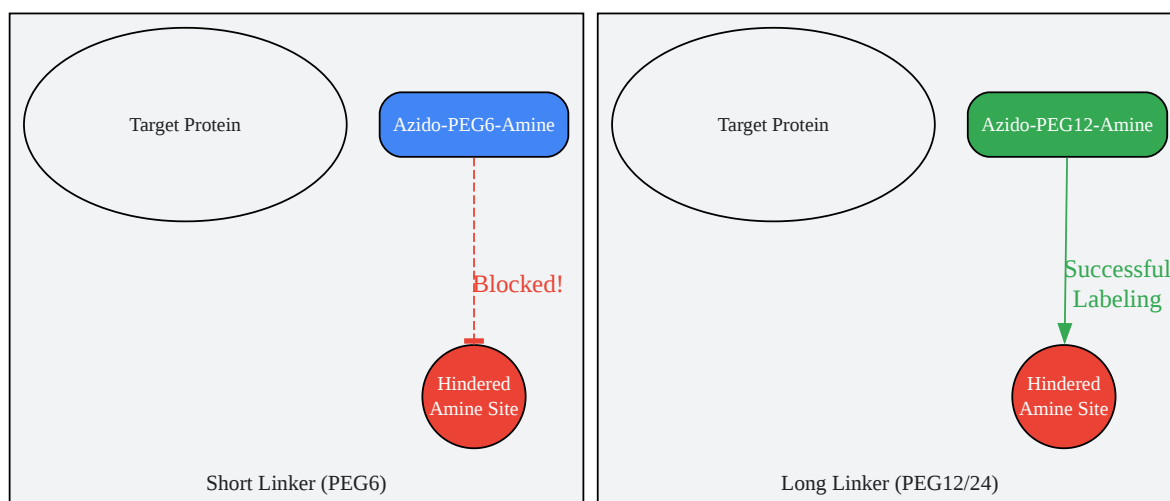 Target Protein
Azido-PEG6-Amine
Blocked!
Hindered
Amine Site
Short Linker (PEG6)
Target Protein
Azido-PEG12-Amine
Successful
Labeling
Hindered
Amine Site
Long Linker (PEG12/24)